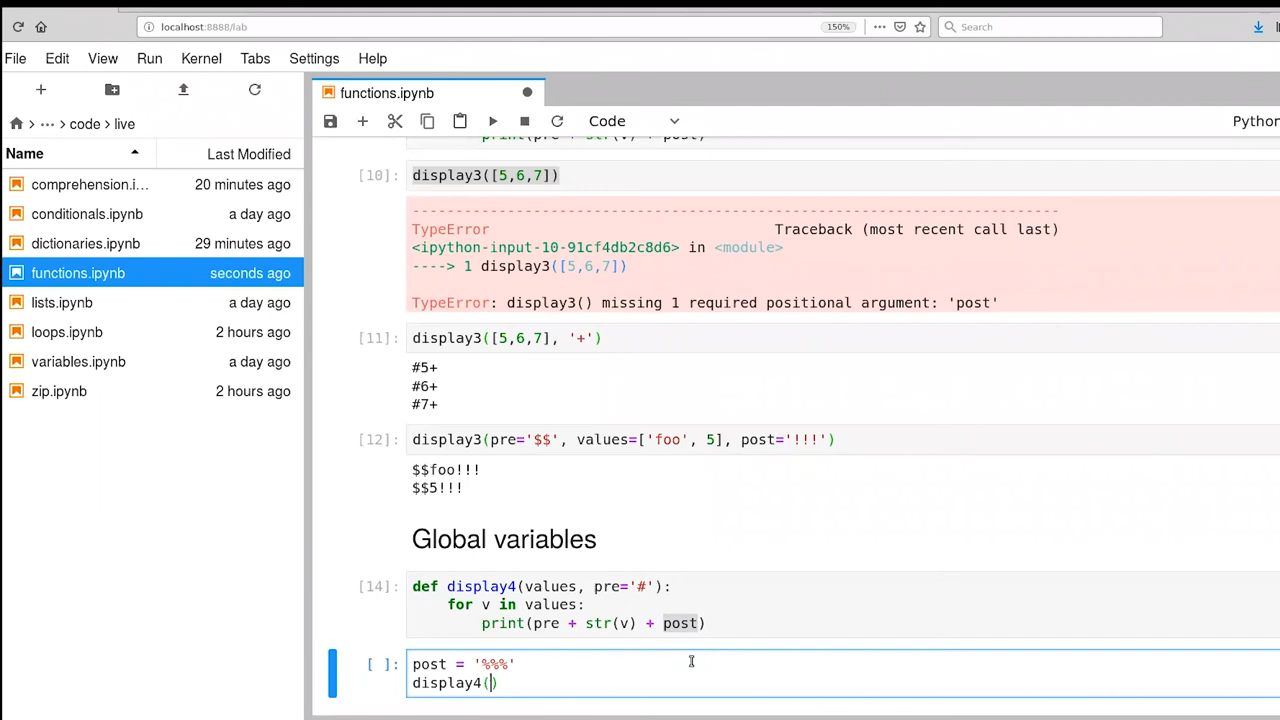 localhost:8888/lab
150%
Search
File Edit View Run Kernel Tabs Settings Help
functions.ipynb
Code
Python
code live
Name Last Modified
comprehension.i... 20 minutes ago
conditionals.ipynb a day ago
dictionaries.ipynb 29 minutes ago
functions.ipynb seconds ago
lists.ipynb a day ago
loops.ipynb 2 hours ago
variables.ipynb a day ago
zip.ipynb 2 hours ago
print(pre + str(v) + post)
[10]: display3([5,6,7])
---------------------------------------------------------------------------
TypeError Traceback (most recent call last)
<ipython-input-10-91cf4db2c8d6> in <module>
----> 1 display3([5,6,7])
TypeError: display3() missing 1 required positional argument: 'post'
[11]: display3([5,6,7], '+')
#5+
#6+
#7+
[12]: display3(pre='$$', values=['foo', 5], post='!!!')
$$foo!!!
$$5!!!
Global variables
[14]: def display4(values, pre='#'):
for v in values:
print(pre + str(v) + post)
[ ]: post = '%%%'
display4()